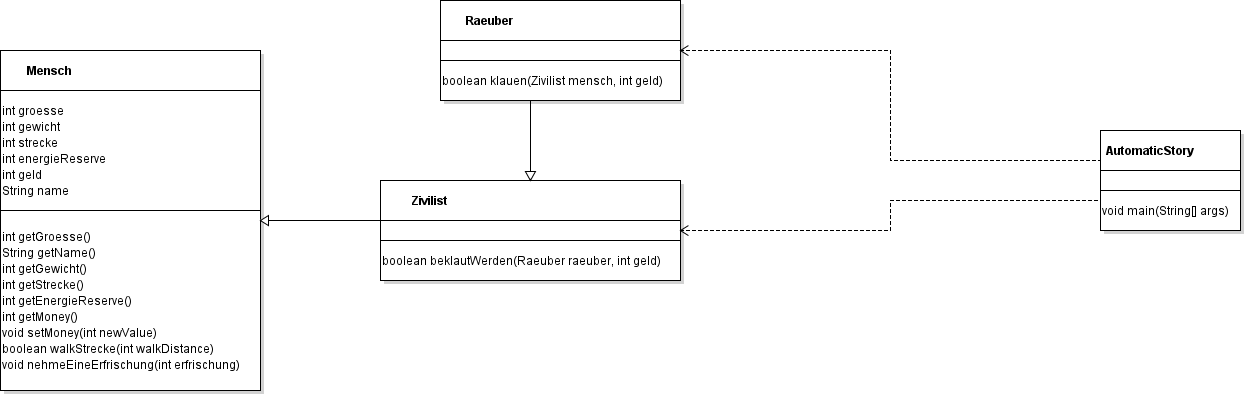 Raeuber
boolean klauen(Zivilist mensch, int geld)
Mensch
int groesse
int gewicht
int strecke
int energieReserve
int geld
String name
int getGroesse()
String getName()
int getGewicht()
int getStrecke()
int getEnergieReserve()
int getMoney()
void setMoney(int newValue)
boolean walkStrecke(int walkDistance)
void nehmeEineErfrischung(int erfrischung)
Zivilist
boolean beklautWerden(Raeuber raeuber, int geld)
AutomaticStory
void main(String[] args)